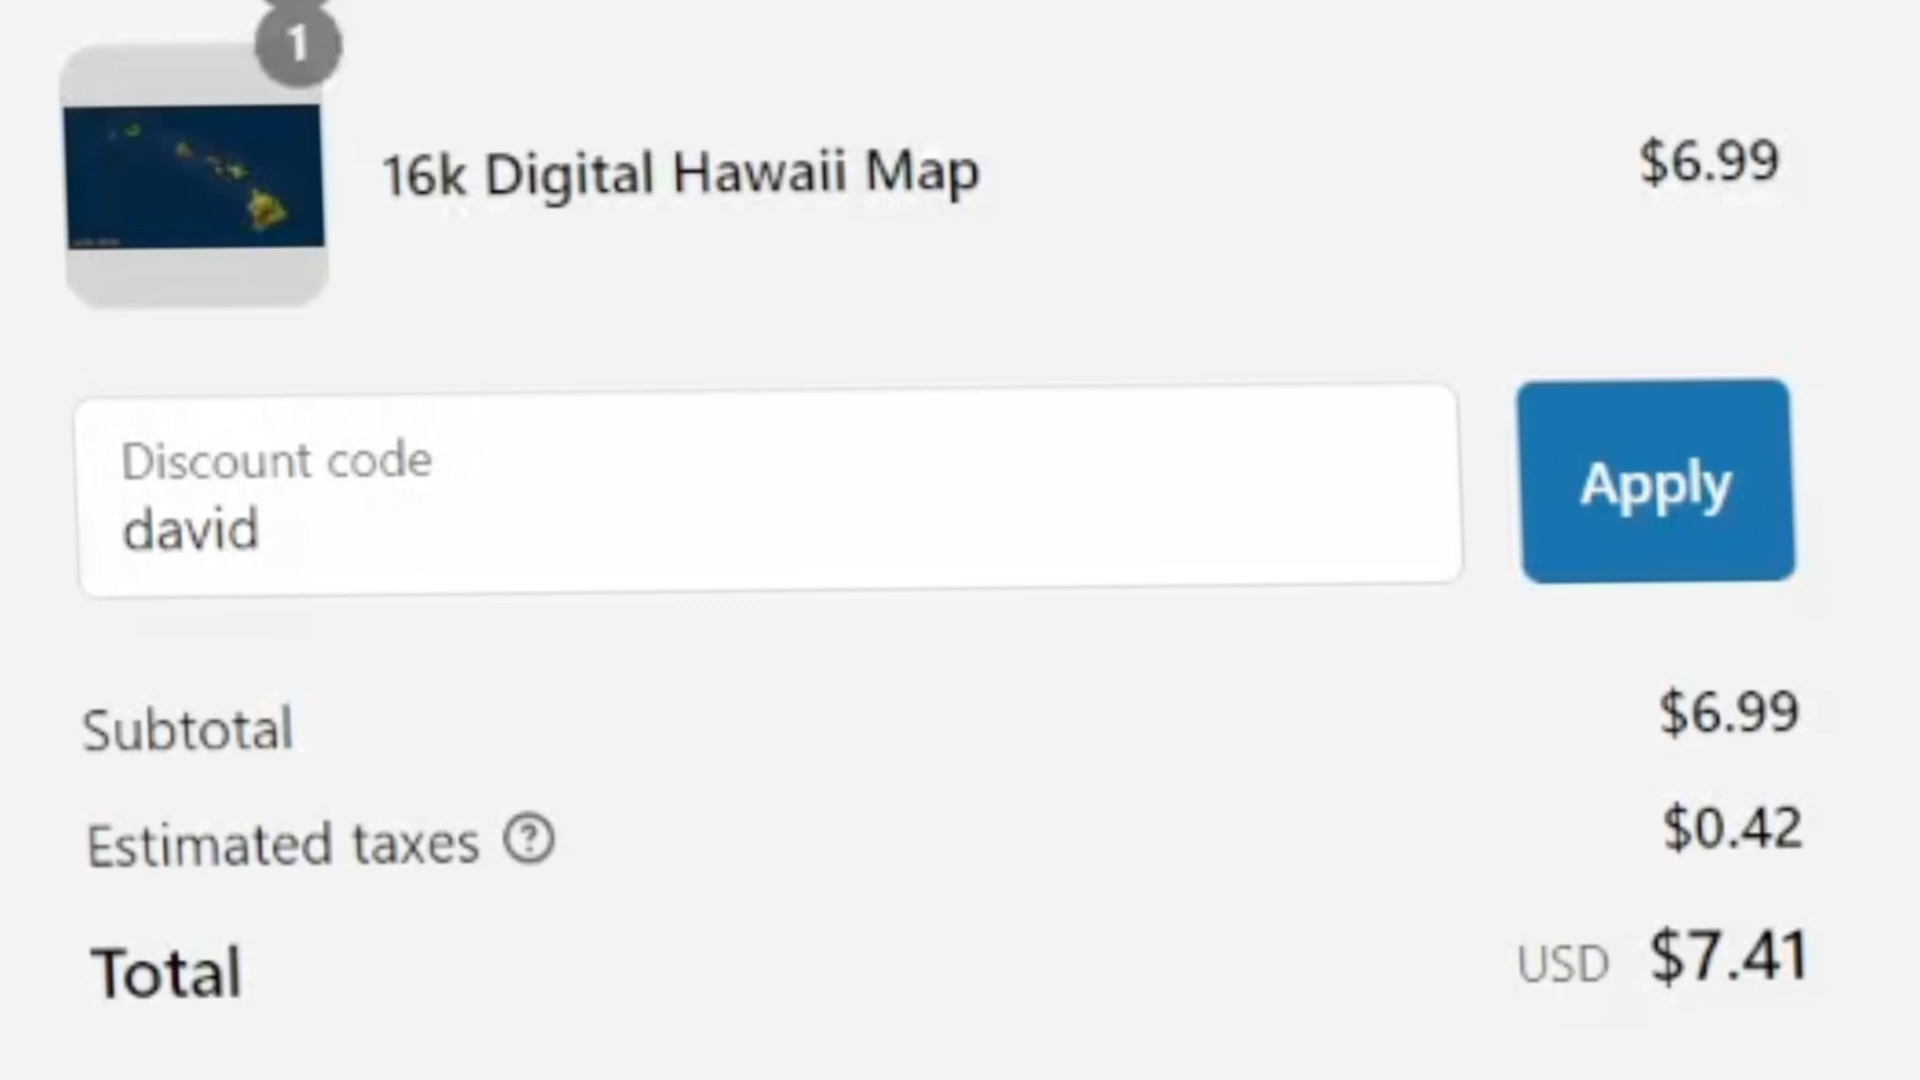 1
16k Digital Hawaii Map
$6.99
Discount code
david
Apply
Subtotal
$6.99
Estimated taxes ?
$0.42
Total
USD $7.41